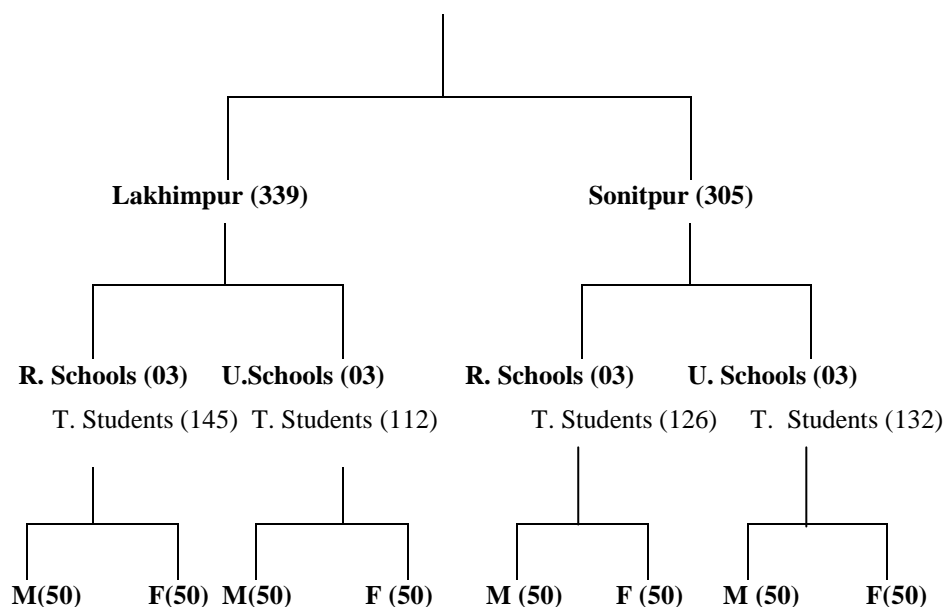 Lakhimpur (339) Sonitpur (305)
R. Schools (03) U.Schools (03) R. Schools (03) U. Schools (03)
T. Students (145) T. Students (112) T. Students (126) T. Students (132)
M(50) F(50) M(50) F (50) M (50) F (50) M (50) F(50)